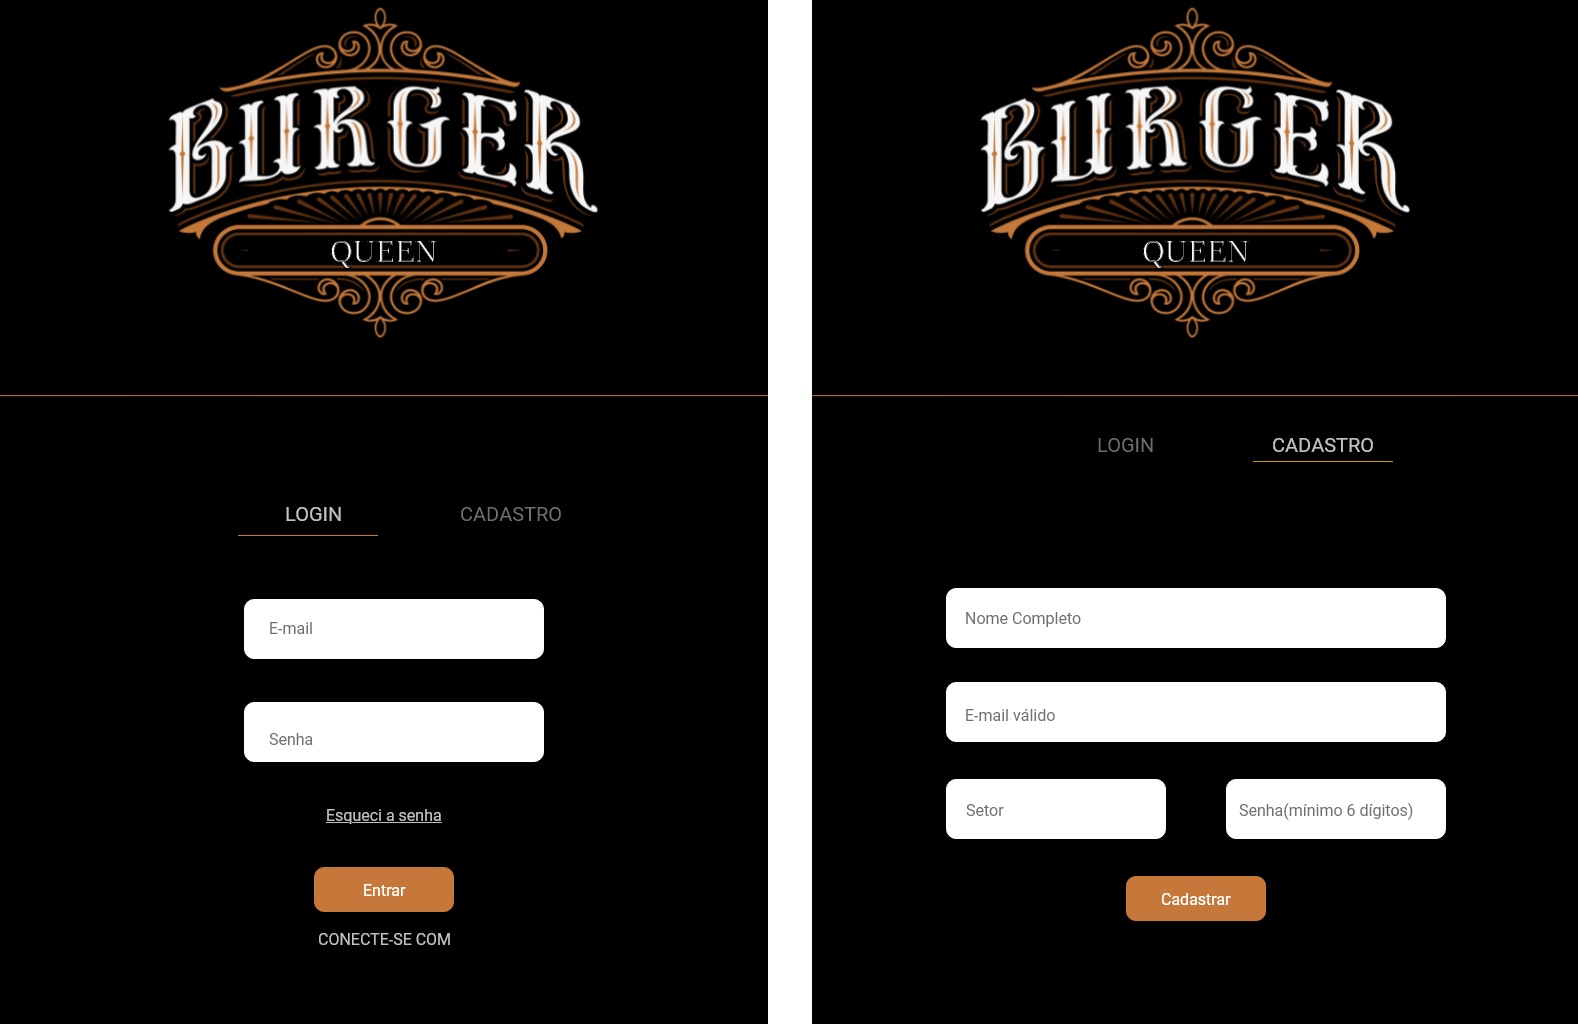 BURGER
QUEEN
LOGIN CADASTRO
E-mail
Senha
Esqueci a senha
Entrar
CONECTE-SE COM
BURGER
QUEEN
LOGIN CADASTRO
Nome Completo
E-mail válido
Setor Senha(mínimo 6 dígitos)
Cadastrar